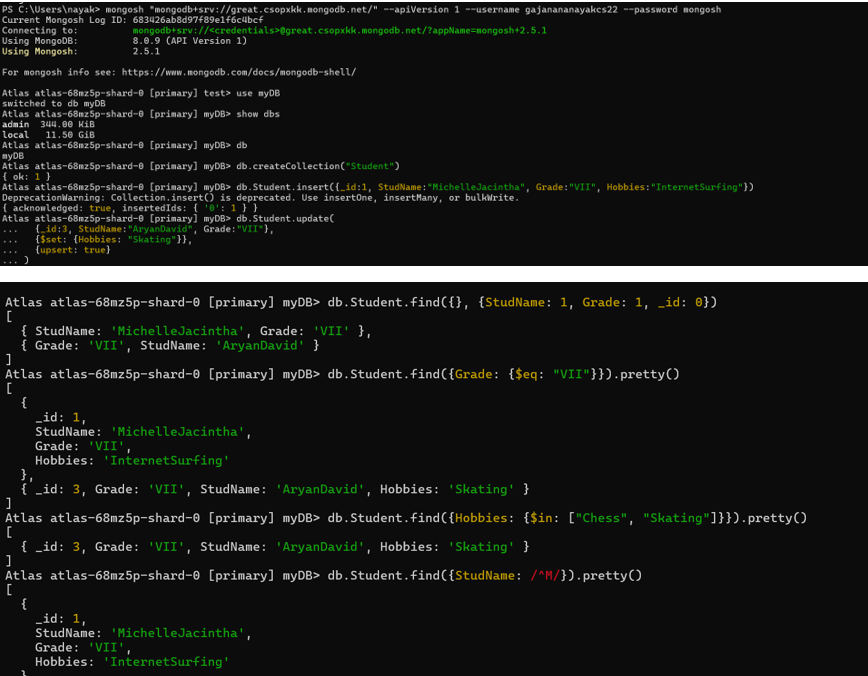 PS C:\Users\nayak> mongosh "mongodb+srv://great.csopxkk.mongodb.net/" --apiVersion 1 --username gajanananayakcs22 --password mongosh
Current Mongosh Log ID: 683426ab8d97f89e1f6c4bcf
Connecting to:          mongodb+srv://<credentials>@great.csopxkk.mongodb.net/?appName=mongosh+2.5.1
Using MongoDB:          8.0.9 (API Version 1)
Using Mongosh:          2.5.1
For mongosh info see: https://www.mongodb.com/docs/mongodb-shell/
Atlas atlas-68mz5p-shard-0 [primary] test> use myDB
switched to db myDB
Atlas atlas-68mz5p-shard-0 [primary] myDB> show dbs
admin  344.00 KiB
local   11.50 GiB
Atlas atlas-68mz5p-shard-0 [primary] myDB> db
myDB
Atlas atlas-68mz5p-shard-0 [primary] myDB> db.createCollection("Student")
{ ok: 1 }
Atlas atlas-68mz5p-shard-0 [primary] myDB> db.Student.insert({_id:1, StudName:"MichelleJacintha", Grade:"VII", Hobbies:"InternetSurfing"})
DeprecationWarning: Collection.insert() is deprecated. Use insertOne, insertMany, or bulkWrite.
{ acknowledged: true, insertedIds: { '0': 1 } }
Atlas atlas-68mz5p-shard-0 [primary] myDB> db.Student.update(
...   {_id:3, StudName:"AryanDavid", Grade:"VII"},
...   {$set: {Hobbies: "Skating"}},
...   {upsert: true}
... )
Atlas atlas-68mz5p-shard-0 [primary] myDB> db.Student.find({}, {StudName: 1, Grade: 1, _id: 0})
[
  { StudName: 'MichelleJacintha', Grade: 'VII' },
  { Grade: 'VII', StudName: 'AryanDavid' }
]
Atlas atlas-68mz5p-shard-0 [primary] myDB> db.Student.find({Grade: {$eq: "VII"}}).pretty()
[
  {
    _id: 1,
    StudName: 'MichelleJacintha',
    Grade: 'VII',
    Hobbies: 'InternetSurfing'
  },
  { _id: 3, Grade: 'VII', StudName: 'AryanDavid', Hobbies: 'Skating' }
]
Atlas atlas-68mz5p-shard-0 [primary] myDB> db.Student.find({Hobbies: {$in: ["Chess", "Skating"]}}).pretty()
[
  { _id: 3, Grade: 'VII', StudName: 'AryanDavid', Hobbies: 'Skating' }
]
Atlas atlas-68mz5p-shard-0 [primary] myDB> db.Student.find({StudName: /^M/}).pretty()
[
  {
    _id: 1,
    StudName: 'MichelleJacintha',
    Grade: 'VII',
    Hobbies: 'InternetSurfing'
  }